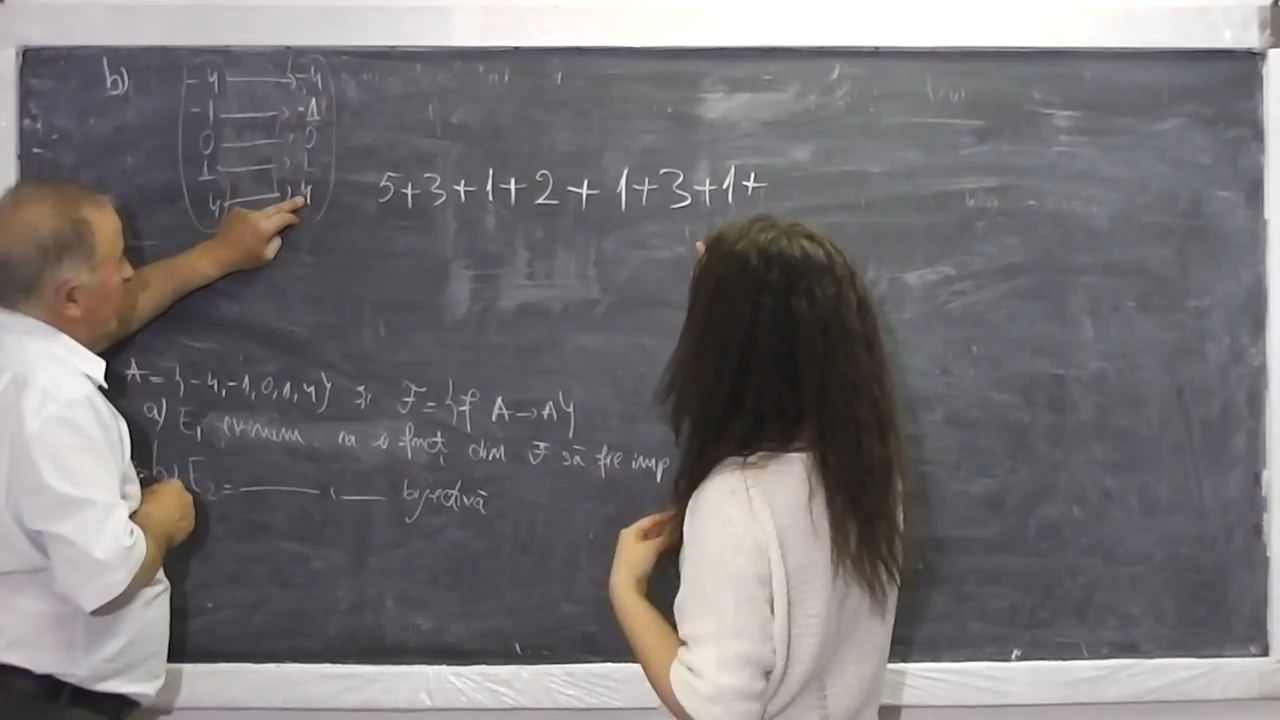 b)
-4 → -4
-1 → -1
0 → 0
1 → 1
4 → 4
5+3+1+2+1+3+1+
A={-4,-1,0,1,4} și F={f A→A}
a) E₁ evenim ca o fncț din F să fie imp
b) E₂= —— , — bijectivă